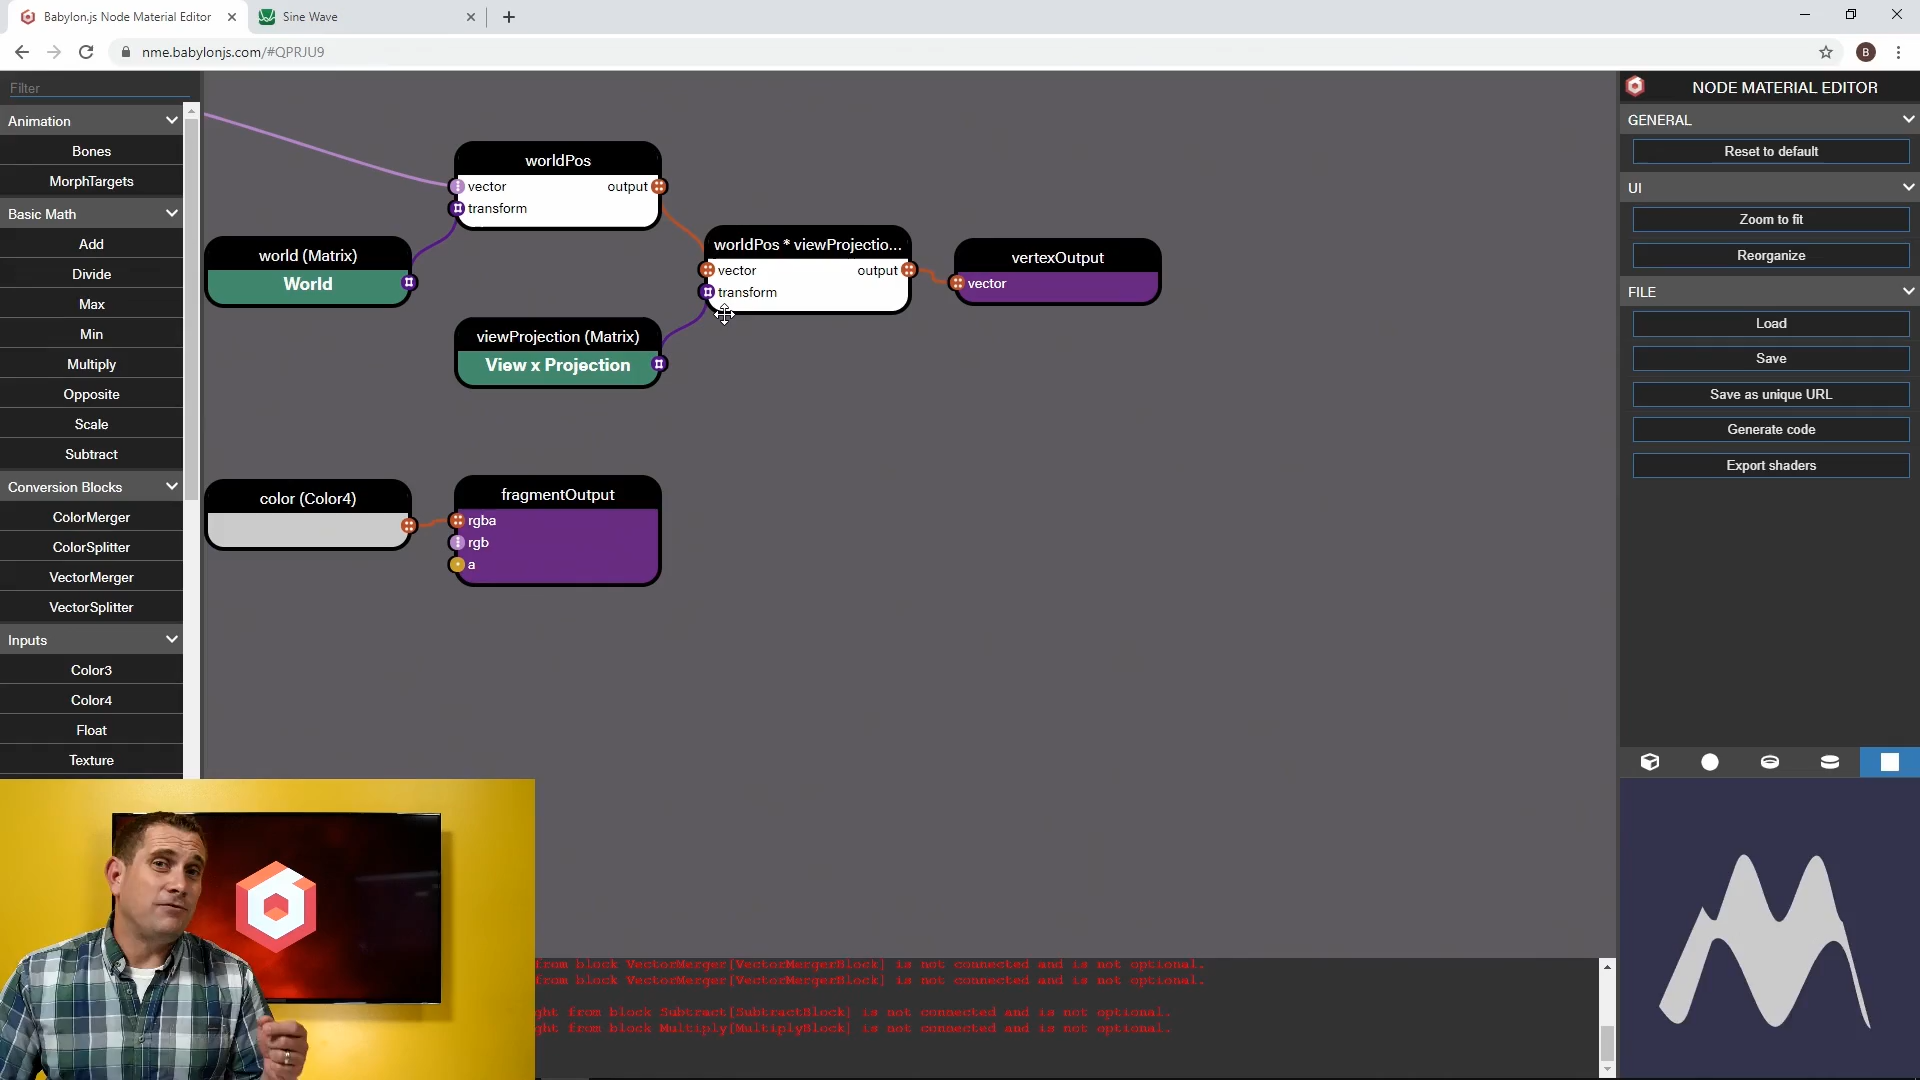 Babylon.js Node Material Editor
Sine Wave
nme.babylonjs.com/#QPRJU9
B
Filter
Animation
Bones
MorphTargets
Basic Math
Add
Divide
Max
Min
Multiply
Opposite
Scale
Subtract
Conversion Blocks
ColorMerger
ColorSplitter
VectorMerger
VectorSplitter
Inputs
Color3
Color4
Float
Texture
worldPos
vector output
transform
world (Matrix)
World
worldPos * viewProjectio...
vector output
transform
vertexOutput
vector
viewProjection (Matrix)
View x Projection
color (Color4)
fragmentOutput
rgba
rgb
a
from block VectorMerger[VectorMergerBlock] is not connected and is not optional.
from block VectorMerger[VectorMergerBlock] is not connected and is not optional.
ght from block Subtract[SubtractBlock] is not connected and is not optional.
ght from block Multiply[MultiplyBlock] is not connected and is not optional.
NODE MATERIAL EDITOR
GENERAL
Reset to default
UI
Zoom to fit
Reorganize
FILE
Load
Save
Save as unique URL
Generate code
Export shaders